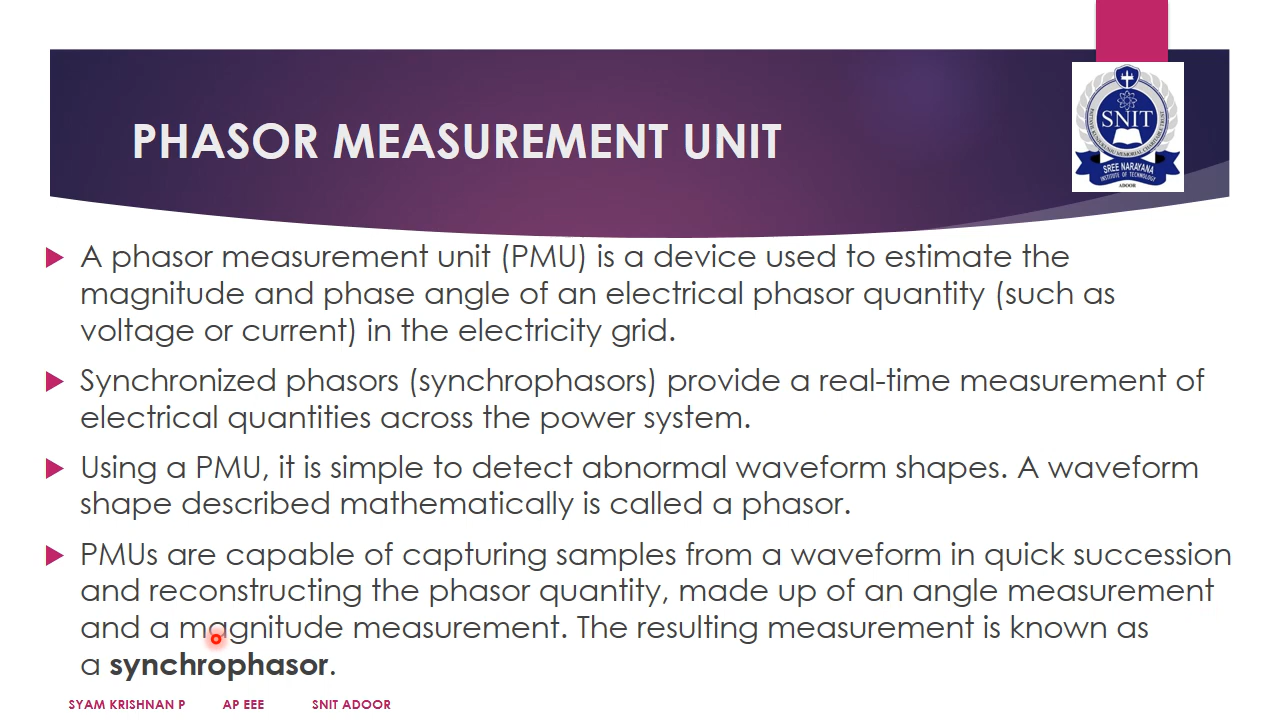 PHASOR MEASUREMENT UNIT
SNIT
SREE NARAYANA
INSTITUTE OF TECHNOLOGY
ADOOR
A phasor measurement unit (PMU) is a device used to estimate the
magnitude and phase angle of an electrical phasor quantity (such as
voltage or current) in the electricity grid.
Synchronized phasors (synchrophasors) provide a real-time measurement of
electrical quantities across the power system.
Using a PMU, it is simple to detect abnormal waveform shapes. A waveform
shape described mathematically is called a phasor.
PMUs are capable of capturing samples from a waveform in quick succession
and reconstructing the phasor quantity, made up of an angle measurement
and a magnitude measurement. The resulting measurement is known as
a synchrophasor.
SYAM KRISHNAN P AP EEE SNIT ADOOR